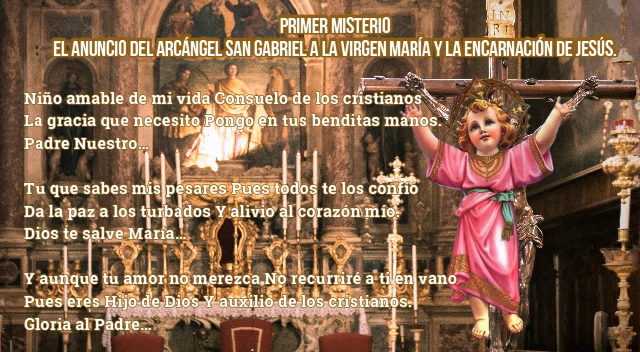 PRIMER MISTERIO
EL ANUNCIO DEL ARCÁNGEL SAN GABRIEL A LA VIRGEN MARÍA Y LA ENCARNACIÓN DE JESÚS.
Niño amable de mi vida Consuelo de los cristianos
La gracia que necesito Pongo en tus benditas manos.
Padre Nuestro...
Tu que sabes mis pesares Pues todos te los confío
Da la paz a los turbados Y alivio al corazón mío.
Dios te salve María...
Y aunque tu amor no merezca No recurriré a ti en vano
Pues eres Hijo de Dios Y auxilio de los cristianos.
Gloria al Padre...